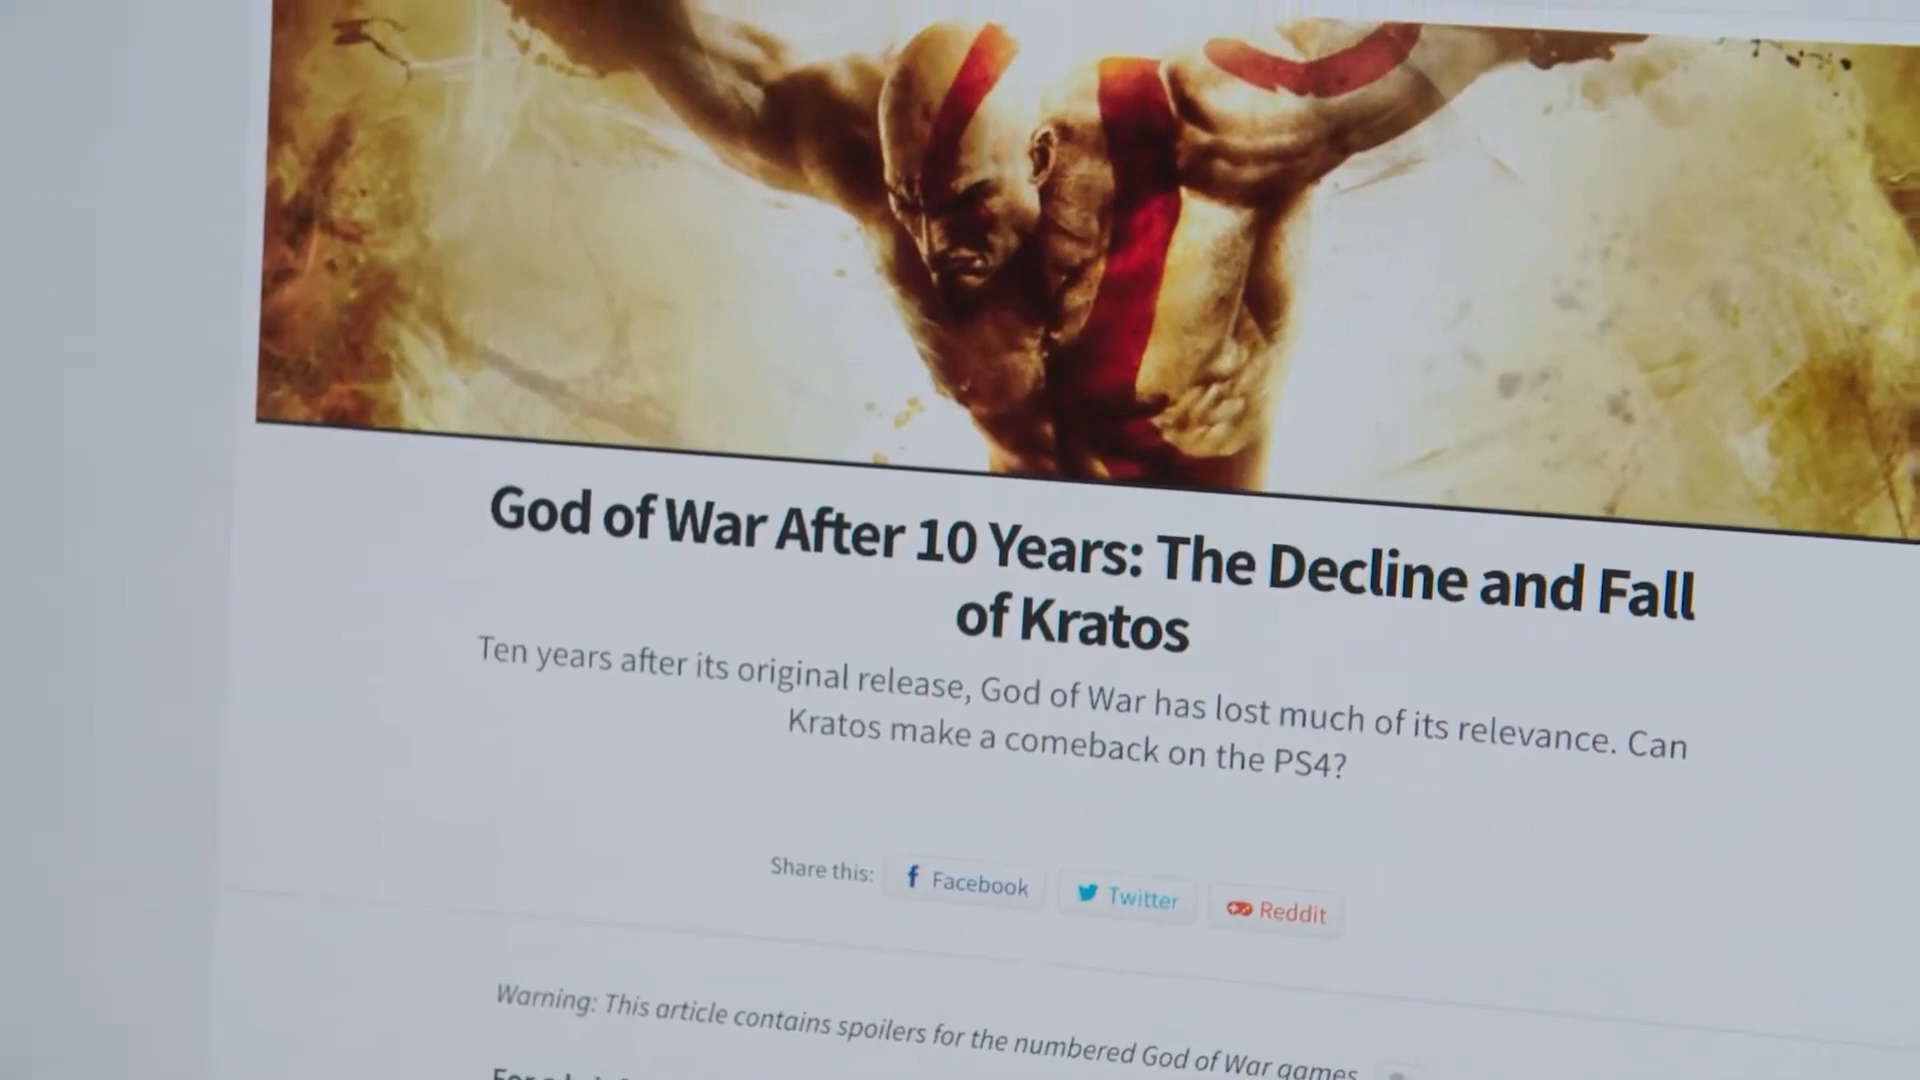 God of War After 10 Years: The Decline and Fall
of Kratos
Ten years after its original release, God of War has lost much of its relevance. Can
Kratos make a comeback on the PS4?
Share this: Facebook Twitter Reddit
Warning: This article contains spoilers for the numbered God of War games